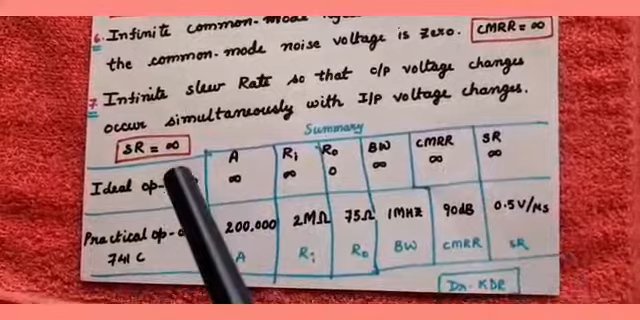 6. Infinite common-mode
the common-mode noise voltage is zero. CMRR = ∞
7. Infinite slew Rate so that o/p voltage changes
occur simultaneously with I/p voltage changes.
SR = ∞
Summary
A Ri Ro BW CMRR SR
Ideal op- ∞ ∞ 0 ∞ ∞ ∞
Practical op- 200.000 2MΩ 75Ω 1MHZ 90dB 0.5V/μs
741 C A Ri Ro BW CMRR SR
Dr. KDR